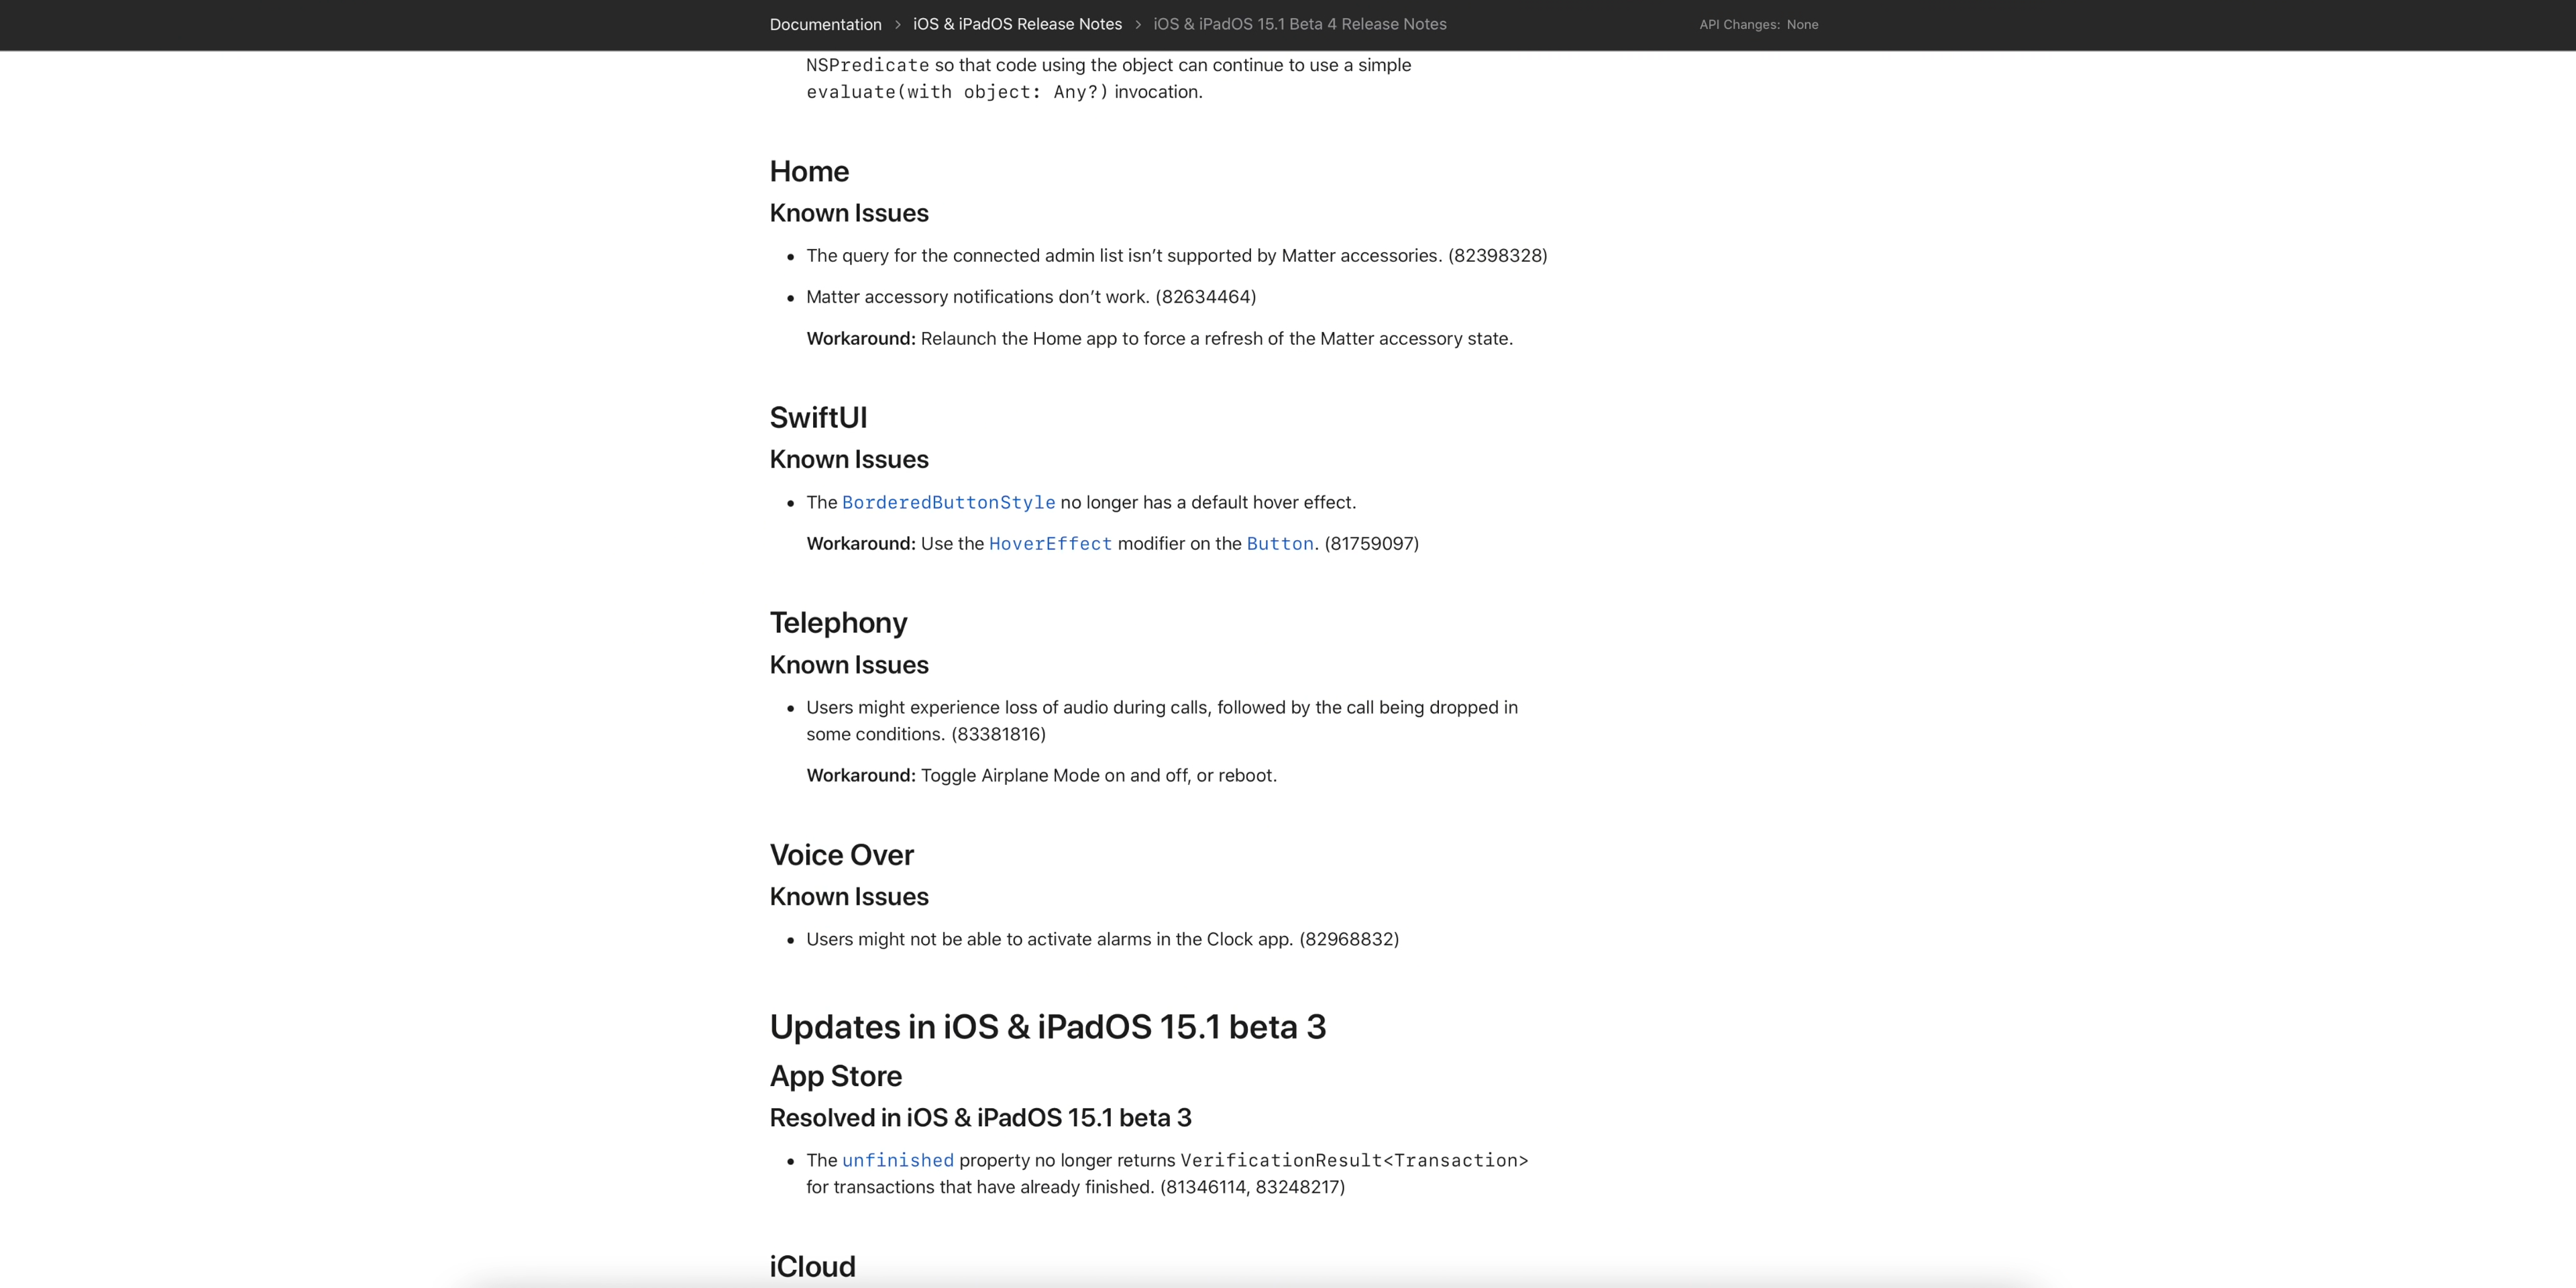 Documentation > iOS & iPadOS Release Notes > iOS & iPadOS 15.1 Beta 4 Release Notes API Changes: None
NSPredicate so that code using the object can continue to use a simple
evaluate(with object: Any?) invocation.
Home
Known Issues
• The query for the connected admin list isn’t supported by Matter accessories. (82398328)
• Matter accessory notifications don’t work. (82634464)
Workaround: Relaunch the Home app to force a refresh of the Matter accessory state.
SwiftUI
Known Issues
• The BorderedButtonStyle no longer has a default hover effect.
Workaround: Use the HoverEffect modifier on the Button. (81759097)
Telephony
Known Issues
• Users might experience loss of audio during calls, followed by the call being dropped in
some conditions. (83381816)
Workaround: Toggle Airplane Mode on and off, or reboot.
Voice Over
Known Issues
• Users might not be able to activate alarms in the Clock app. (82968832)
Updates in iOS & iPadOS 15.1 beta 3
App Store
Resolved in iOS & iPadOS 15.1 beta 3
• The unfinished property no longer returns VerificationResult<Transaction>
for transactions that have already finished. (81346114, 83248217)
iCloud